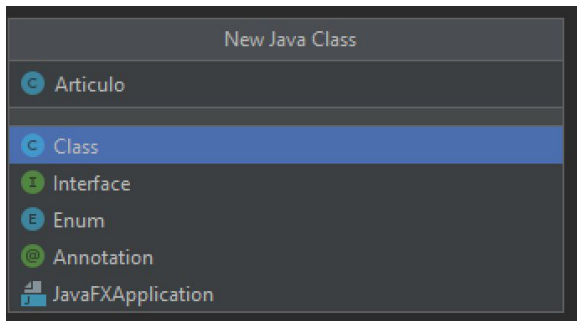 New Java Class
C Articulo
C Class
I Interface
E Enum
@ Annotation
J JavaFXApplication